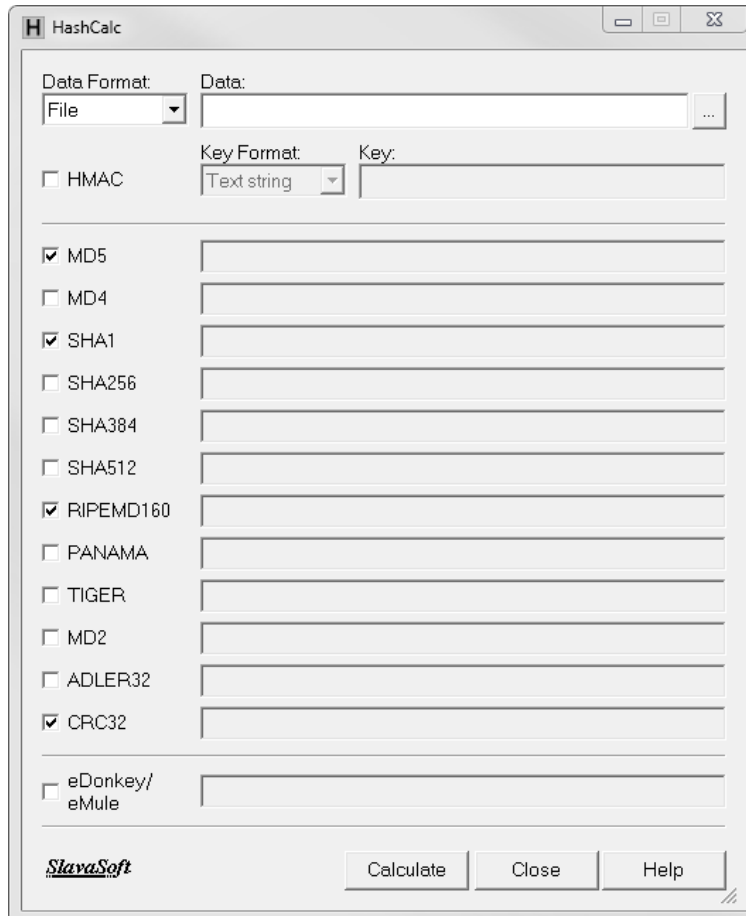 H HashCalc
Data Format: Data:
File ...
Key Format: Key:
HMAC Text string
MD5
MD4
SHA1
SHA256
SHA384
SHA512
RIPEMD160
PANAMA
TIGER
MD2
ADLER32
CRC32
eDonkey/
eMule
SlavaSoft Calculate Close Help